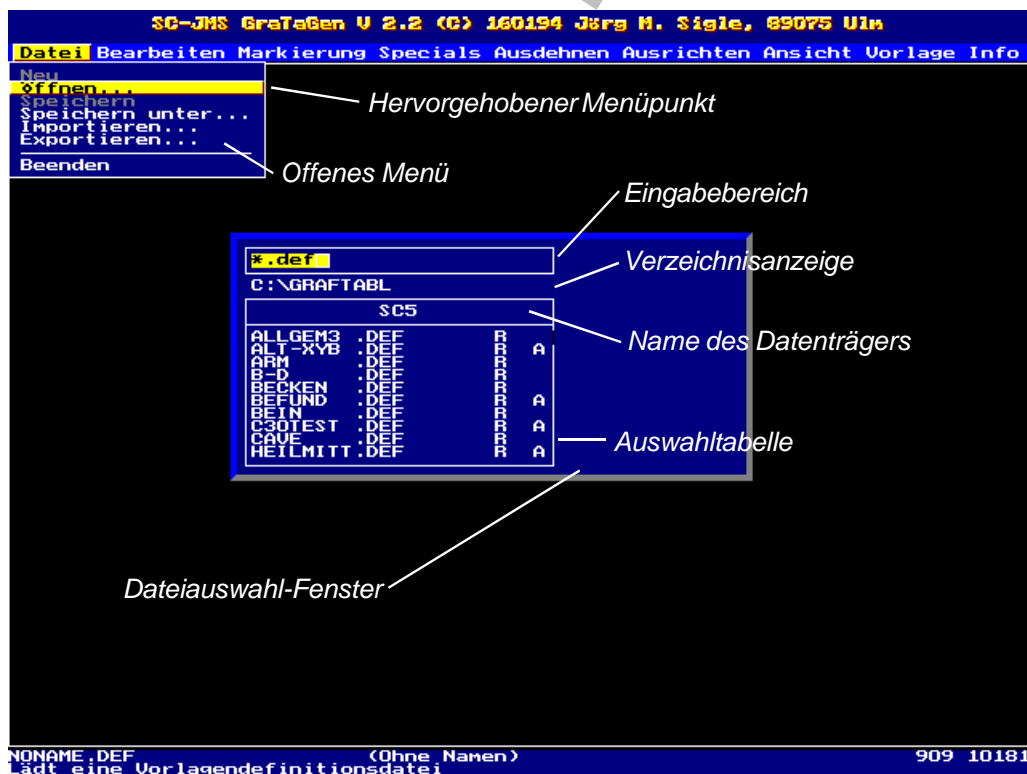 SC-JMS GraTaGen V 2.2 (C) 160194 Jörg M. Sigle, 89075 Ulm
Datei Bearbeiten Markierung Specials Ausdehnen Ausrichten Ansicht Vorlage Info
Neu
öffnen...
Speichern
Speichern unter...
Importieren...
Exportieren...
Beenden
Hervorgehobener Menüpunkt
Offenes Menü
Eingabebereich
*.def
Verzeichnisanzeige
C:\GRAFTABL
SC5
Name des Datenträgers
ALLGEM3 .DEF R
ALT-XYB .DEF R A
ARM .DEF R
B-D .DEF R
BECKEN .DEF R
BEFUND .DEF R A
BEIN .DEF R
C30TEST .DEF R A
CAVE .DEF R
HEILMITT.DEF R A
Auswahltabelle
Dateiauswahl-Fenster
NONAME.DEF (Ohne Namen) 909 10181
Lädt eine Vorlagendefinitionsdatei